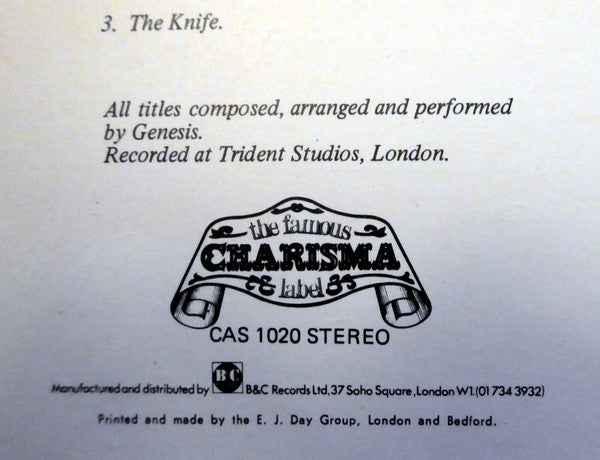 3. The Knife.
All titles composed, arranged and performed
by Genesis.
Recorded at Trident Studios, London.
the famous
CHARISMA
label
CAS 1020 STEREO
Manufactured and distributed by BC B&C Records Ltd, 37 Soho Square, London W1. (01 734 3932)
Printed and made by the E. J. Day Group, London and Bedford.